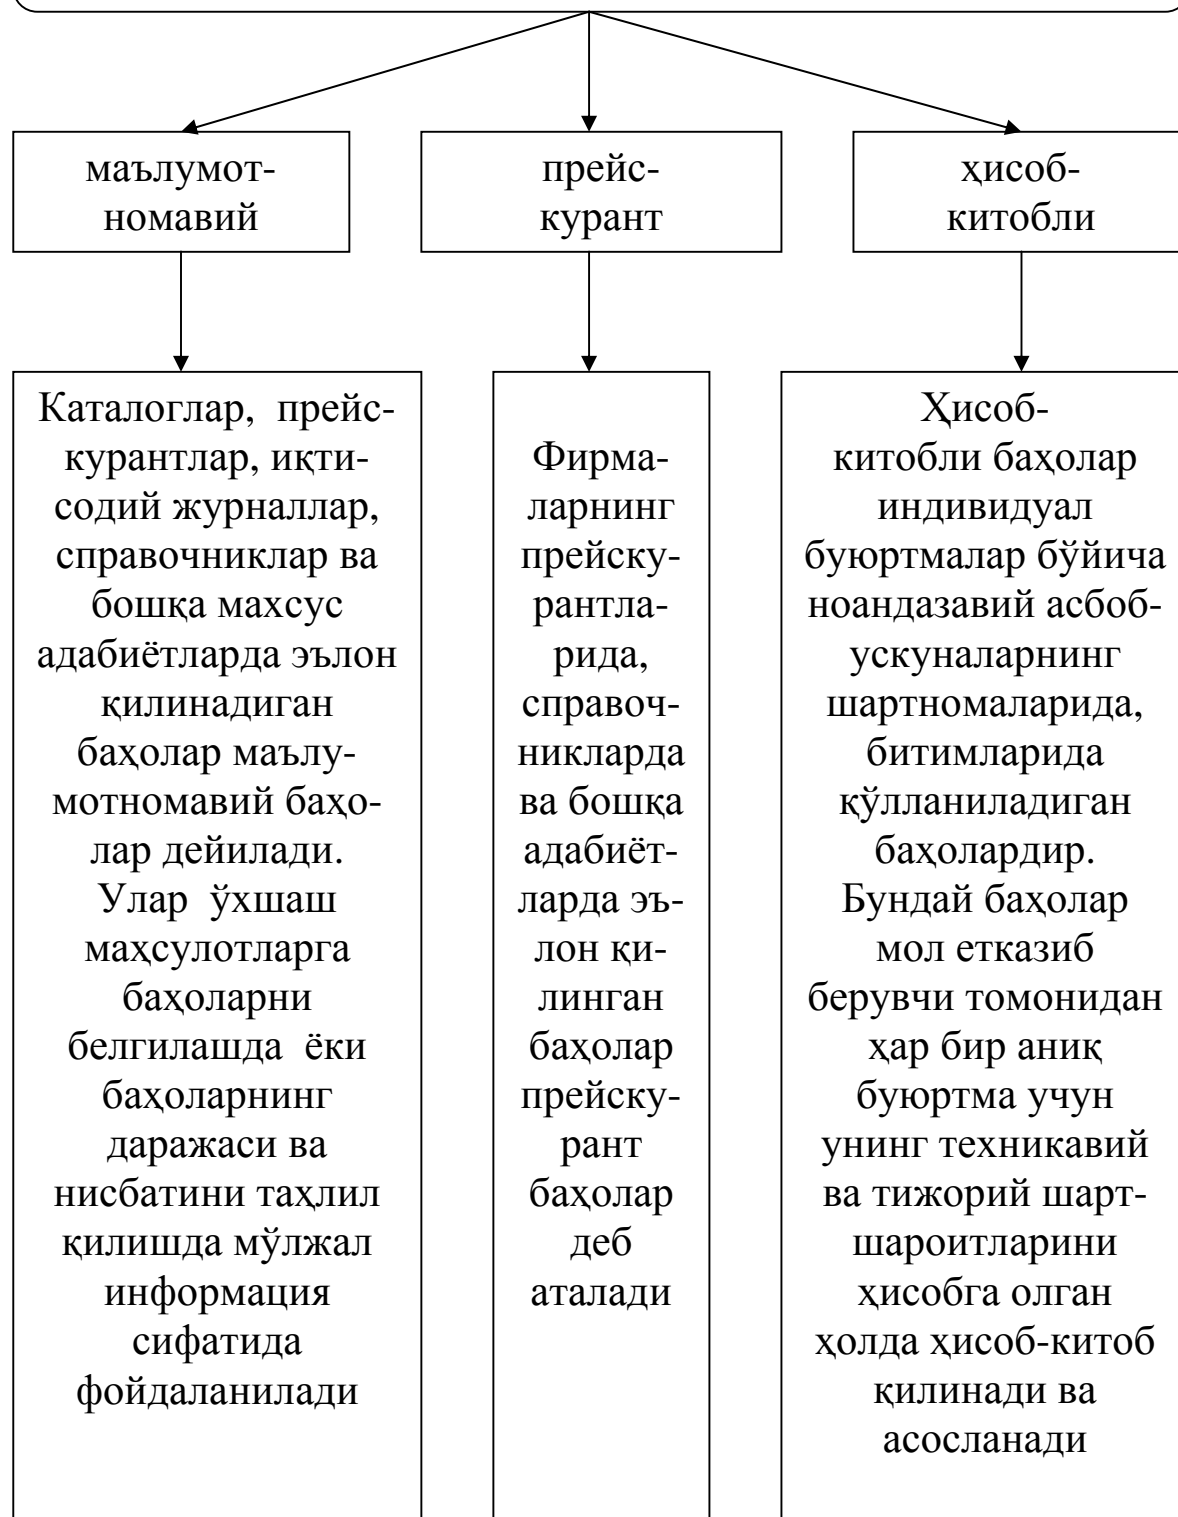 маълумот-
номавий
прейс-
курант
ҳисоб-
китобли
Каталоглар, прейс-
курантлар, иқти-
содий журналлар,
справочниклар ва
бошқа махсус
адабиётларда эълон
қилинадиган
баҳолар маълу-
мотномавий баҳо-
лар дейилади.
Улар ўхшаш
маҳсулотларга
баҳоларни
белгилашда ёки
баҳоларнинг
даражаси ва
нисбатини таҳлил
қилишда мўлжал
информация
сифатида
фойдаланилади
Фирма-
ларнинг
прейску-
рантла-
рида,
справоч-
никларда
ва бошқа
адабиёт-
ларда эъ-
лон қи-
линган
баҳолар
прейску-
рант
баҳолар
деб
аталади
Ҳисоб-
китобли баҳолар
индивидуал
буюртмалар бўйича
ноандазавий асбоб-
ускуналарнинг
шартномаларида,
битимларида
қўлланиладиган
баҳолардир.
Бундай баҳолар
мол етказиб
берувчи томонидан
ҳар бир аниқ
буюртма учун
унинг техникавий
ва тижорий шарт-
шароитларини
ҳисобга олган
ҳолда ҳисоб-китоб
қилинади ва
асосланади